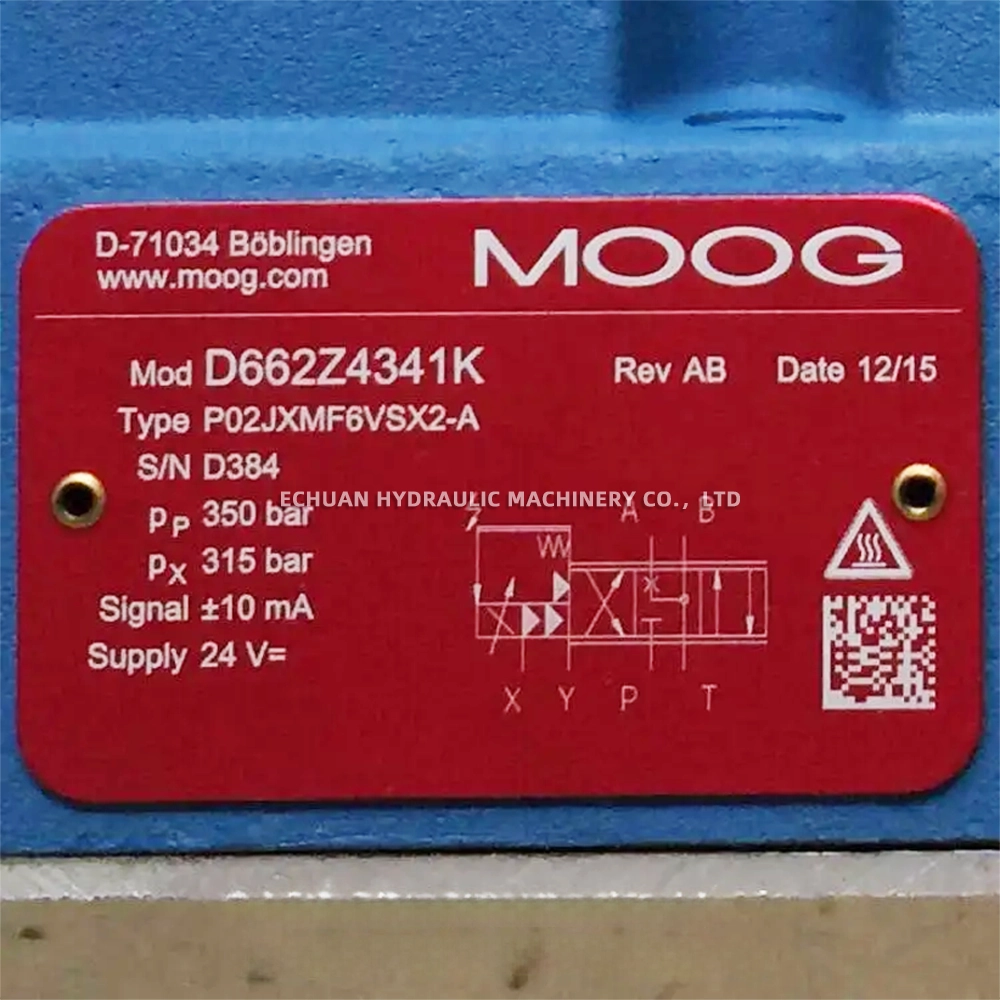 D-71034 Böblingen
www.moog.com
MOOG
Mod D662Z4341K
Rev AB
Date 12/15
Type P02JXMF6VSX2-A
S/N D384
ECHUAN HYDRAULIC MACHINERY CO., LTD
pP 350 bar
A B
pX 315 bar
Signal ±10 mA
Supply 24 V=
X Y P T